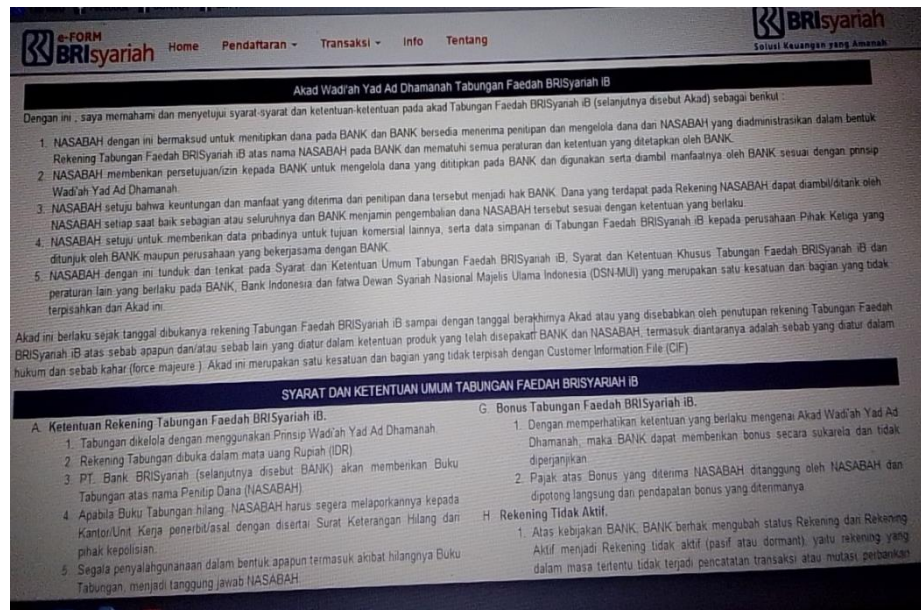 e-FORM
BRIsyariah
Home Pendaftaran Transaksi Info Tentang
BRIsyariah
Solusi Keuangan yang Amanah
Akad Wadi'ah Yad Ad Dhamanah Tabungan Faedah BRISyariah iB
Dengan ini , saya memahami dan menyetujui syarat-syarat dan ketentuan-ketentuan pada akad Tabungan Faedah BRISyariah iB (selanjutnya disebut Akad) sebagai berikut :
1. NASABAH dengan ini bermaksud untuk menitipkan dana pada BANK dan BANK bersedia menerima penitipan dan mengelola dana dari NASABAH yang diadministrasikan dalam bentuk
Rekening Tabungan Faedah BRISyariah iB atas nama NASABAH pada BANK dan mematuhi semua peraturan dan ketentuan yang ditetapkan oleh BANK.
2. NASABAH memberikan persetujuan/izin kepada BANK untuk mengelola dana yang dititipkan pada BANK dan digunakan serta diambil manfaatnya oleh BANK sesuai dengan prinsip
Wadi'ah Yad Ad Dhamanah.
3. NASABAH setuju bahwa keuntungan dan manfaat yang diterima dari penitipan dana tersebut menjadi hak BANK. Dana yang terdapat pada Rekening NASABAH dapat diambil/ditarik oleh
NASABAH setiap saat baik sebagian atau seluruhnya dan BANK menjamin pengembalian dana NASABAH tersebut sesuai dengan ketentuan yang berlaku.
4. NASABAH setuju untuk memberikan data pribadinya untuk tujuan komersial lainnya, serta data simpanan di Tabungan Faedah BRISyariah iB kepada perusahaan Pihak Ketiga yang
ditunjuk oleh BANK maupun perusahaan yang bekerjasama dengan BANK.
5. NASABAH dengan ini tunduk dan terikat pada Syarat dan Ketentuan Umum Tabungan Faedah BRISyariah iB, Syarat dan Ketentuan Khusus Tabungan Faedah BRISyariah iB dan
peraturan lain yang berlaku pada BANK, Bank Indonesia dan fatwa Dewan Syariah Nasional Majelis Ulama Indonesia (DSN-MUI) yang merupakan satu kesatuan dan bagian yang tidak
terpisahkan dari Akad ini.
Akad ini berlaku sejak tanggal dibukanya rekening Tabungan Faedah BRISyariah iB sampai dengan tanggal berakhirnya Akad atau yang disebabkan oleh penutupan rekening Tabungan Faedah
BRISyariah iB atas sebab apapun dan/atau sebab lain yang diatur dalam ketentuan produk yang telah disepakati BANK dan NASABAH, termasuk diantaranya adalah sebab yang diatur dalam
hukum dan sebab kahar (force majeure ). Akad ini merupakan satu kesatuan dan bagian yang tidak terpisah dengan Customer Information File (CIF)
SYARAT DAN KETENTUAN UMUM TABUNGAN FAEDAH BRISYARIAH iB
A. Ketentuan Rekening Tabungan Faedah BRISyariah iB.
1. Tabungan dikelola dengan menggunakan Prinsip Wadi'ah Yad Ad Dhamanah.
2. Rekening Tabungan dibuka dalam mata uang Rupiah (IDR).
3. PT. Bank BRISyariah (selanjutnya disebut BANK) akan memberikan Buku
Tabungan atas nama Penitip Dana (NASABAH).
4. Apabila Buku Tabungan hilang, NASABAH harus segera melaporkannya kepada
Kantor/Unit Kerja penerbit/asal dengan disertai Surat Keterangan Hilang dari
pihak kepolisian.
5. Segala penyalahgunanaan dalam bentuk apapun termasuk akibat hilangnya Buku
Tabungan, menjadi tanggung jawab NASABAH.
G. Bonus Tabungan Faedah BRISyariah iB.
1. Dengan memperhatikan ketentuan yang berlaku mengenai Akad Wadi'ah Yad Ad
Dhamanah, maka BANK dapat memberikan bonus secara sukarela dan tidak
diperjanjikan.
2. Pajak atas Bonus yang diterima NASABAH ditanggung oleh NASABAH dan
dipotong langsung dari pendapatan bonus yang diterimanya.
H. Rekening Tidak Aktif.
1. Atas kebijakan BANK, BANK berhak mengubah status Rekening dari Rekening
Aktif menjadi Rekening tidak aktif (pasif atau dormant), yaitu rekening yang
dalam masa tertentu tidak terjadi pencatatan transaksi atau mutasi perbankan